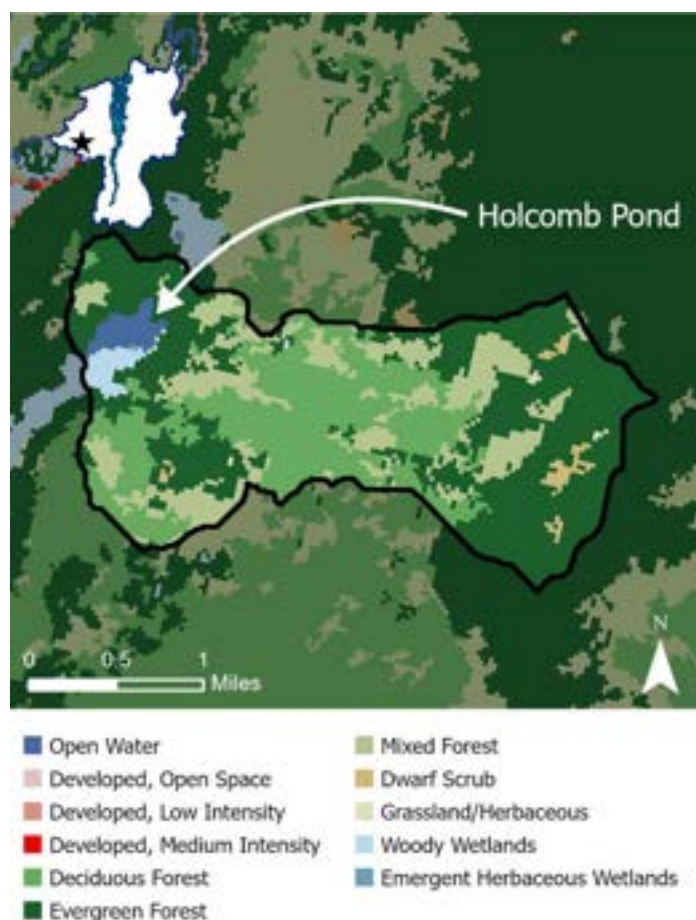 Holcomb Pond
N
0 0.5 1
Miles
Open Water
Developed, Open Space
Developed, Low Intensity
Developed, Medium Intensity
Deciduous Forest
Evergreen Forest
Mixed Forest
Dwarf Scrub
Grassland/Herbaceous
Woody Wetlands
Emergent Herbaceous Wetlands